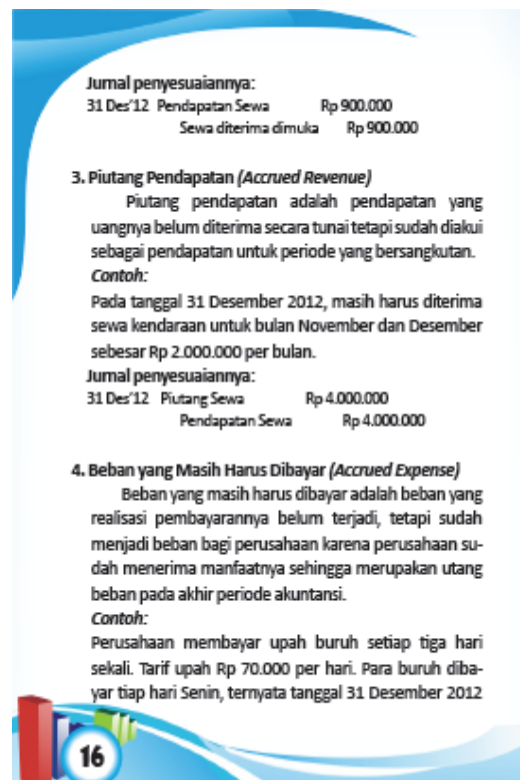 Jurnal penyesuaiannya:
31 Des'12 Pendapatan Sewa Rp 900.000
Sewa diterima dimuka Rp 900.000
3. Piutang Pendapatan (Accrued Revenue)
Piutang pendapatan adalah pendapatan yang
uangnya belum diterima secara tunai tetapi sudah diakui
sebagai pendapatan untuk periode yang bersangkutan.
Contoh:
Pada tanggal 31 Desember 2012, masih harus diterima
sewa kendaraan untuk bulan November dan Desember
sebesar Rp 2.000.000 per bulan.
Jurnal penyesuaiannya:
31 Des'12 Piutang Sewa Rp 4.000.000
Pendapatan Sewa Rp 4.000.000
4. Beban yang Masih Harus Dibayar (Accrued Expense)
Beban yang masih harus dibayar adalah beban yang
realisasi pembayarannya belum terjadi, tetapi sudah
menjadi beban bagi perusahaan karena perusahaan su-
dah menerima manfaatnya sehingga merupakan utang
beban pada akhir periode akuntansi.
Contoh:
Perusahaan membayar upah buruh setiap tiga hari
sekali. Tarif upah Rp 70.000 per hari. Para buruh diba-
yar tiap hari Senin, ternyata tanggal 31 Desember 2012
16